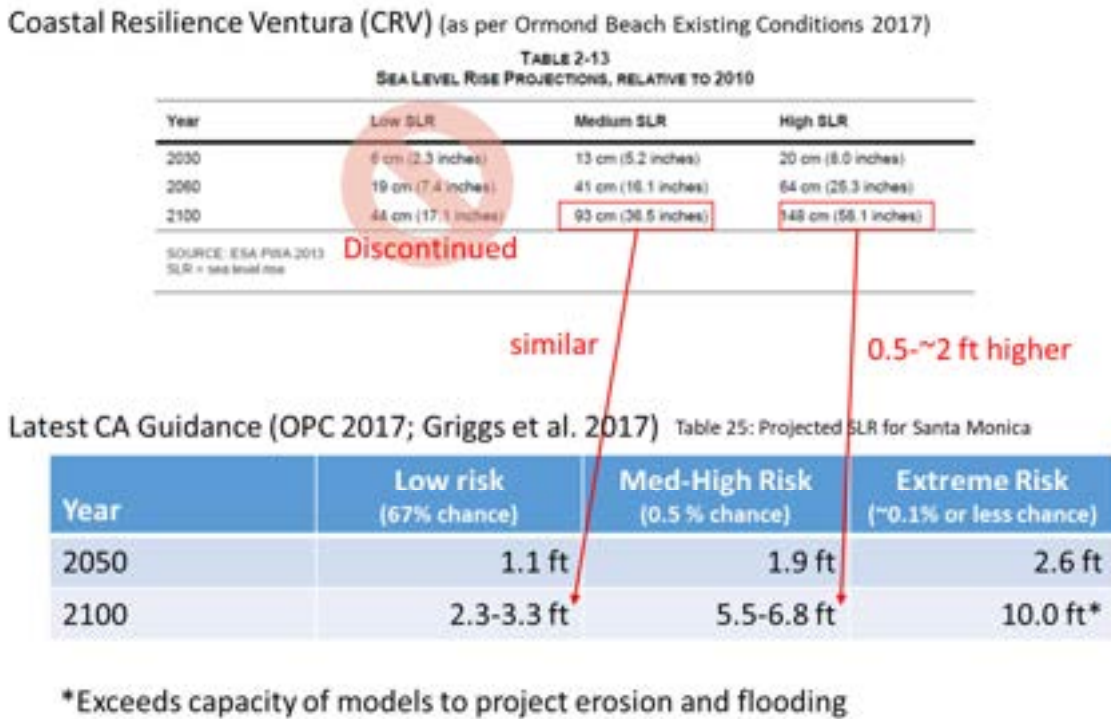 Coastal Resilience Ventura (CRV) (as per Ormond Beach Existing Conditions 2017)
TABLE 2-13
SEA LEVEL RISE PROJECTIONS, RELATIVE TO 2010
Year Low SLR Medium SLR High SLR
2030 6 cm (2.3 inches) 13 cm (5.2 inches) 20 cm (8.0 inches)
2060 19 cm (7.4 inches) 41 cm (16.1 inches) 64 cm (25.3 inches)
2100 44 cm (17.1 inches) 93 cm (36.5 inches) 148 cm (58.1 inches)
SOURCE: ESA PWA 2013
SLR = sea level rise
Discontinued
similar
0.5-~2 ft higher
Latest CA Guidance (OPC 2017; Griggs et al. 2017) Table 25: Projected SLR for Santa Monica
Year Low risk (67% chance) Med-High Risk (0.5 % chance) Extreme Risk (~0.1% or less chance)
2050 1.1 ft 1.9 ft 2.6 ft
2100 2.3-3.3 ft 5.5-6.8 ft 10.0 ft*
*Exceeds capacity of models to project erosion and flooding